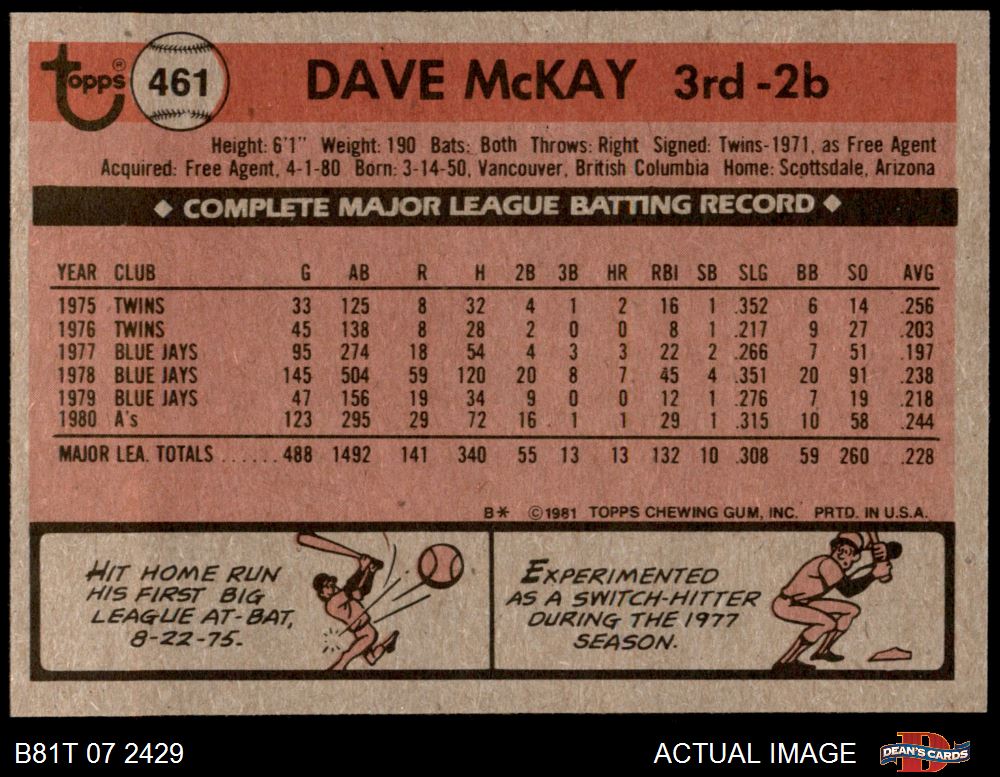 Topps®
461
DAVE McKAY 3rd-2b
Height: 6'1" Weight: 190 Bats: Both Throws: Right Signed: Twins-1971, as Free Agent
Acquired: Free Agent, 4-1-80 Born: 3-14-50, Vancouver, British Columbia Home: Scottsdale, Arizona
◆ COMPLETE MAJOR LEAGUE BATTING RECORD ◆
YEAR CLUB G AB R H 2B 3B HR RBI SB SLG BB SO AVG
1975 TWINS 33 125 8 32 4 1 2 16 1 .352 6 14 .256
1976 TWINS 45 138 8 28 2 0 0 8 1 .217 9 27 .203
1977 BLUE JAYS 95 274 18 54 4 3 3 22 2 .266 7 51 .197
1978 BLUE JAYS 145 504 59 120 20 8 7 45 4 .351 20 91 .238
1979 BLUE JAYS 47 156 19 34 9 0 0 12 1 .276 7 19 .218
1980 A's 123 295 29 72 16 1 1 29 1 .315 10 58 .244
MAJOR LEA. TOTALS ......488 1492 141 340 55 13 13 132 10 .308 59 260 .228
B* ©1981 TOPPS CHEWING GUM, INC. PRTD. IN U.S.A.
HIT HOME RUN
HIS FIRST BIG
LEAGUE AT-BAT,
8-22-75.
EXPERIMENTED
AS A SWITCH-HITTER
DURING THE 1977
SEASON.
B81T 07 2429 ACTUAL IMAGE
DEAN'S CARDS